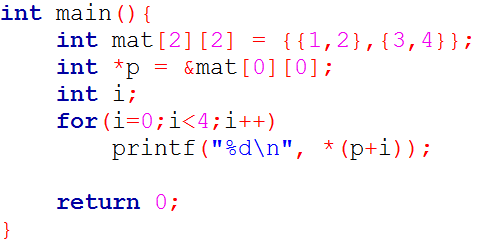 int main(){
    int mat[2][2] = {{1,2},{3,4}};
    int *p = &mat[0][0];
    int i;
    for(i=0;i<4;i++)
        printf("%d\n", *(p+i));

    return 0;
}